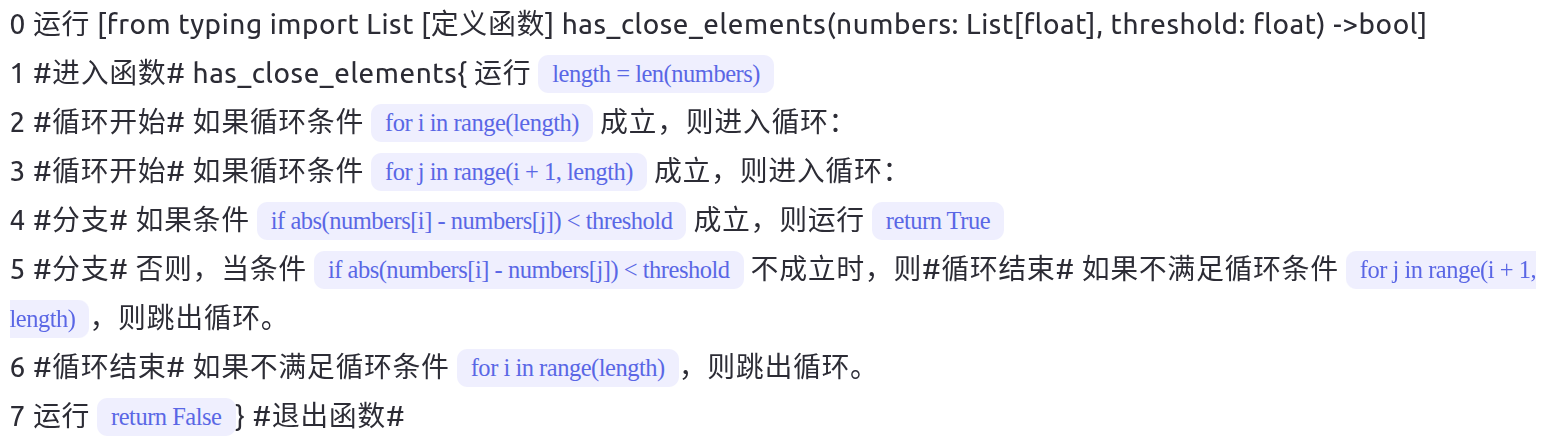 0 运行 [from typing import List [定义函数] has_close_elements(numbers: List[float], threshold: float) ->bool]
1 #进入函数# has_close_elements{ 运行 length = len(numbers)
2 #循环开始# 如果循环条件 for i in range(length) 成立，则进入循环：
3 #循环开始# 如果循环条件 for j in range(i + 1, length) 成立，则进入循环：
4 #分支# 如果条件 if abs(numbers[i] - numbers[j]) < threshold 成立，则运行 return True
5 #分支# 否则，当条件 if abs(numbers[i] - numbers[j]) < threshold 不成立时，则#循环结束# 如果不满足循环条件 for j in range(i + 1,
length) ，则跳出循环。
6 #循环结束# 如果不满足循环条件 for i in range(length) ，则跳出循环。
7 运行 return False } #退出函数#